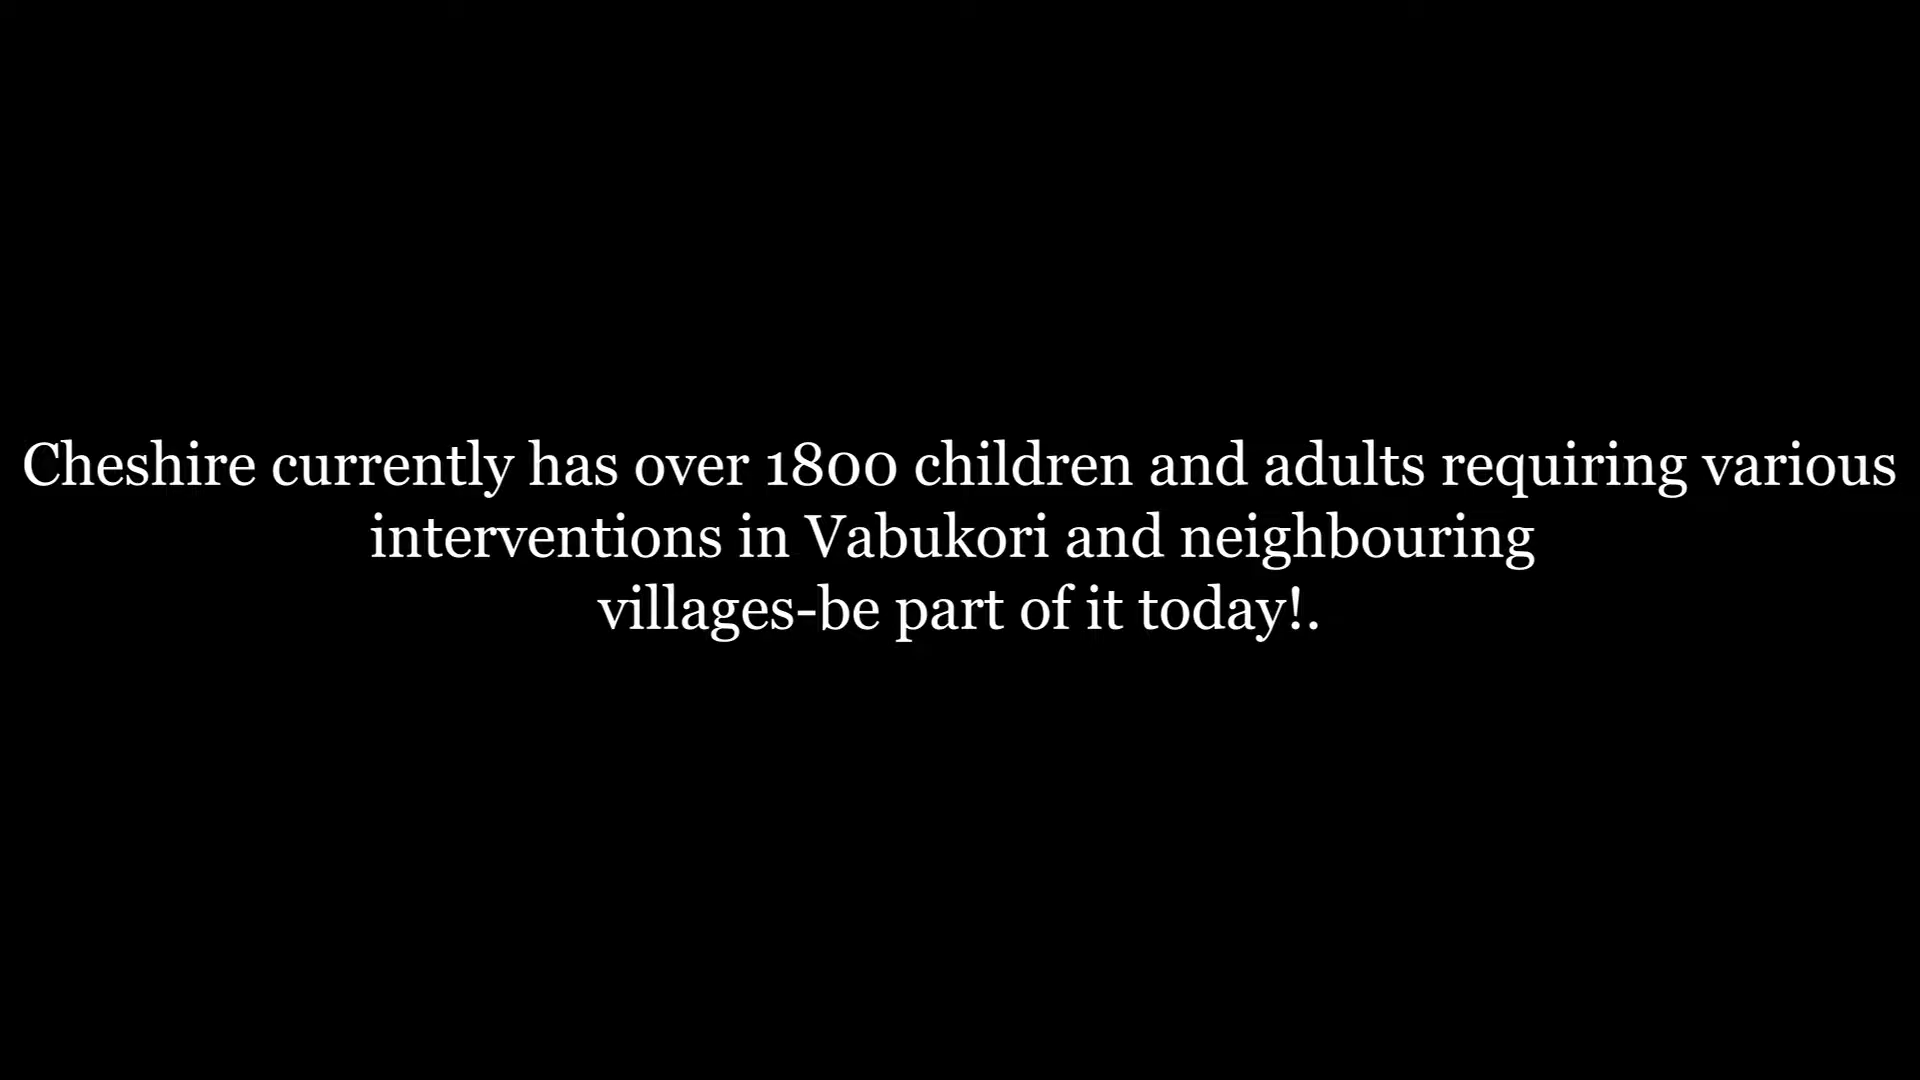 Cheshire currently has over 1800 children and adults requiring various
interventions in Vabukori and neighbouring
villages-be part of it today!.